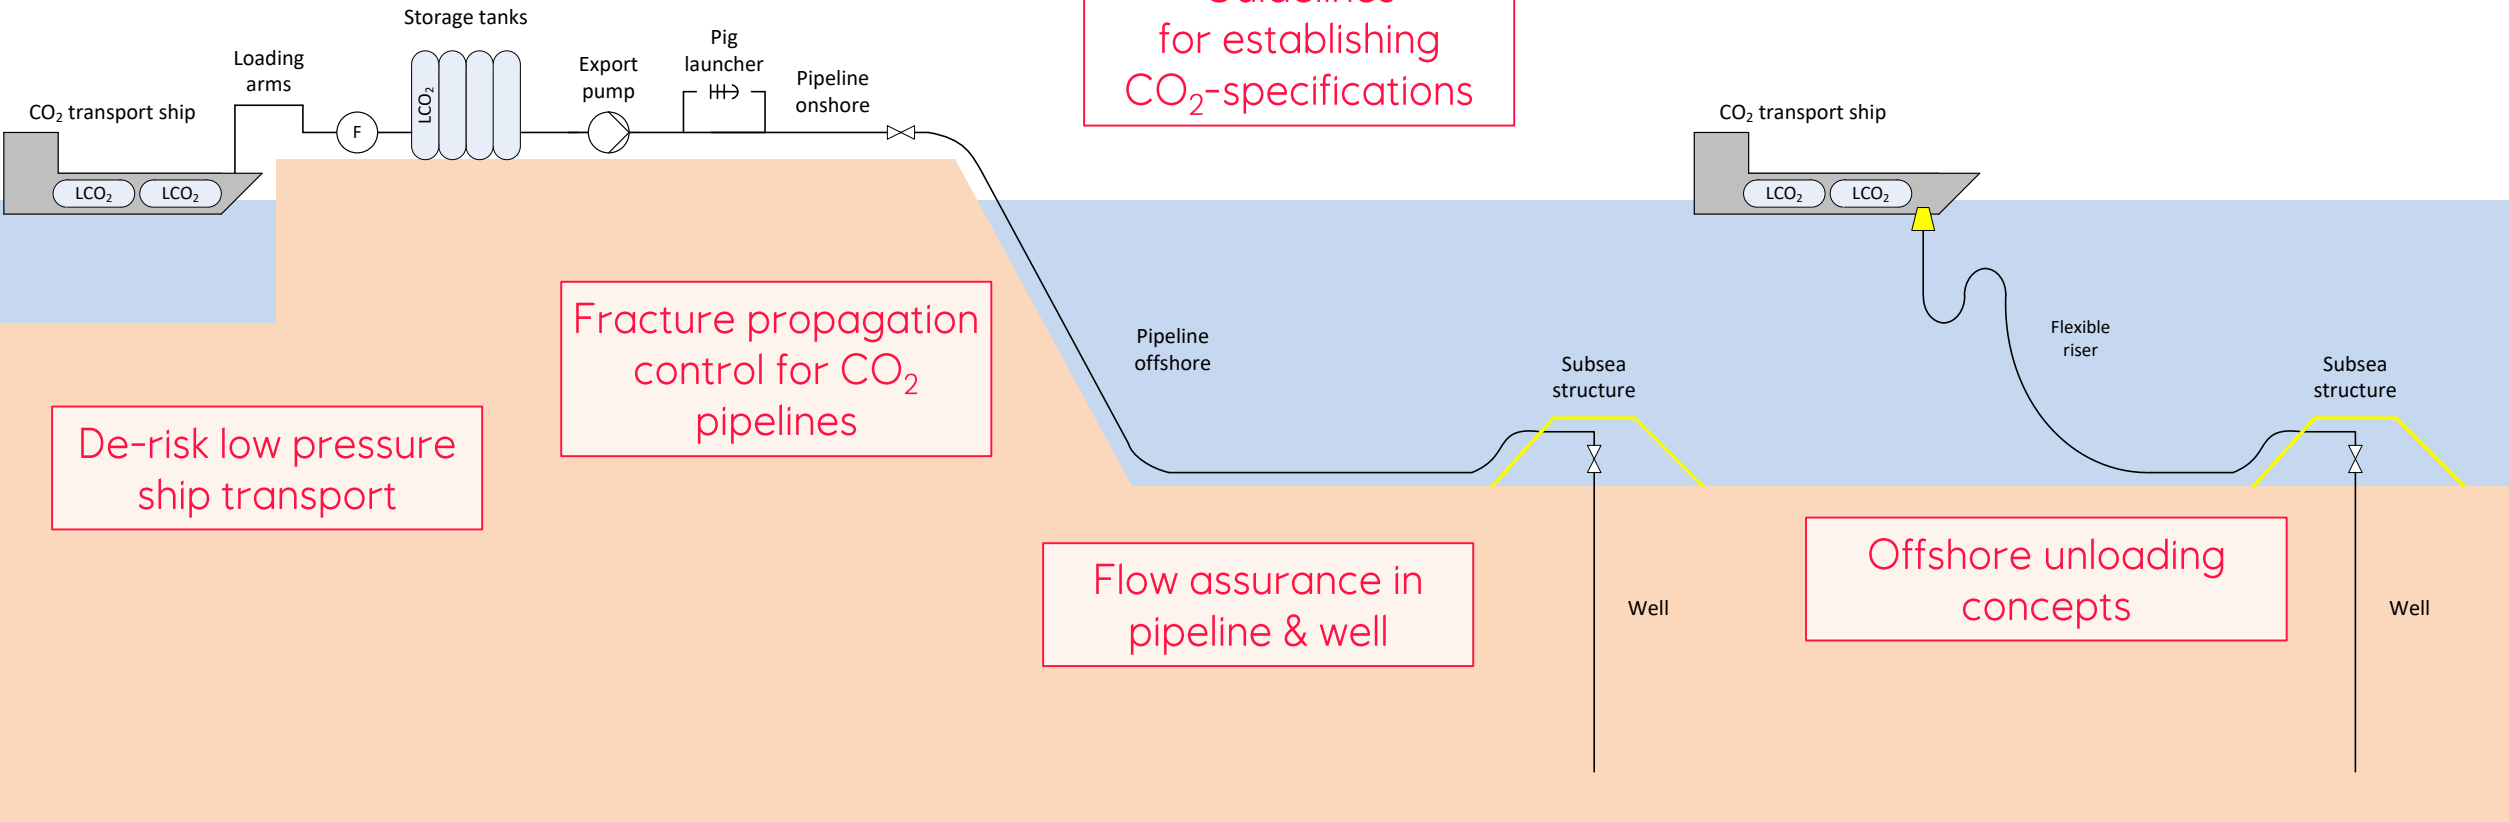 Storage tanks
Guidelines
for establishing
CO₂-specifications
Loading
arms
Export
pump
Pig
launcher
Pipeline
onshore
CO₂ transport ship
F
LCO₂
LCO₂
LCO₂
CO₂ transport ship
LCO₂
LCO₂
Fracture propagation
control for CO₂
pipelines
Pipeline
offshore
Flexible
riser
Subsea
structure
Subsea
structure
De-risk low pressure
ship transport
Flow assurance in
pipeline & well
Well
Offshore unloading
concepts
Well